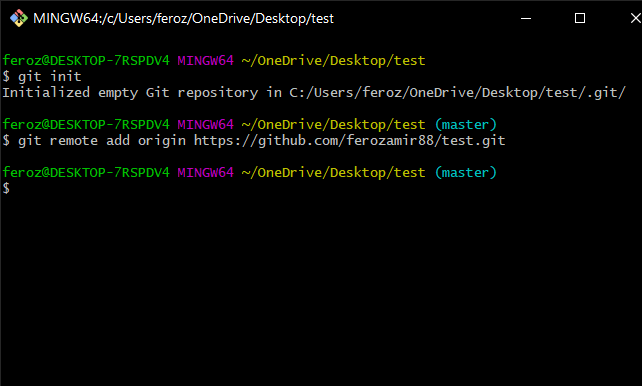 MINGW64:/c/Users/feroz/OneDrive/Desktop/test
feroz@DESKTOP-7RSPDV4 MINGW64 ~/OneDrive/Desktop/test
$ git init
Initialized empty Git repository in C:/Users/feroz/OneDrive/Desktop/test/.git/
feroz@DESKTOP-7RSPDV4 MINGW64 ~/OneDrive/Desktop/test (master)
$ git remote add origin https://github.com/ferozamir88/test.git
feroz@DESKTOP-7RSPDV4 MINGW64 ~/OneDrive/Desktop/test (master)
$